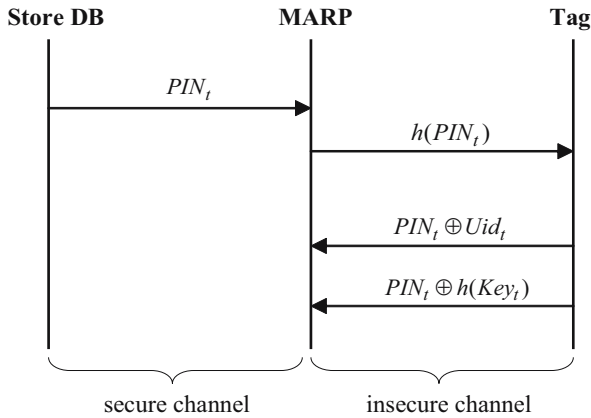 Store DB MARP Tag
PIN_t
h(PIN_t)
PIN_t ⊕ Uid_t
PIN_t ⊕ h(Key_t)
secure channel insecure channel